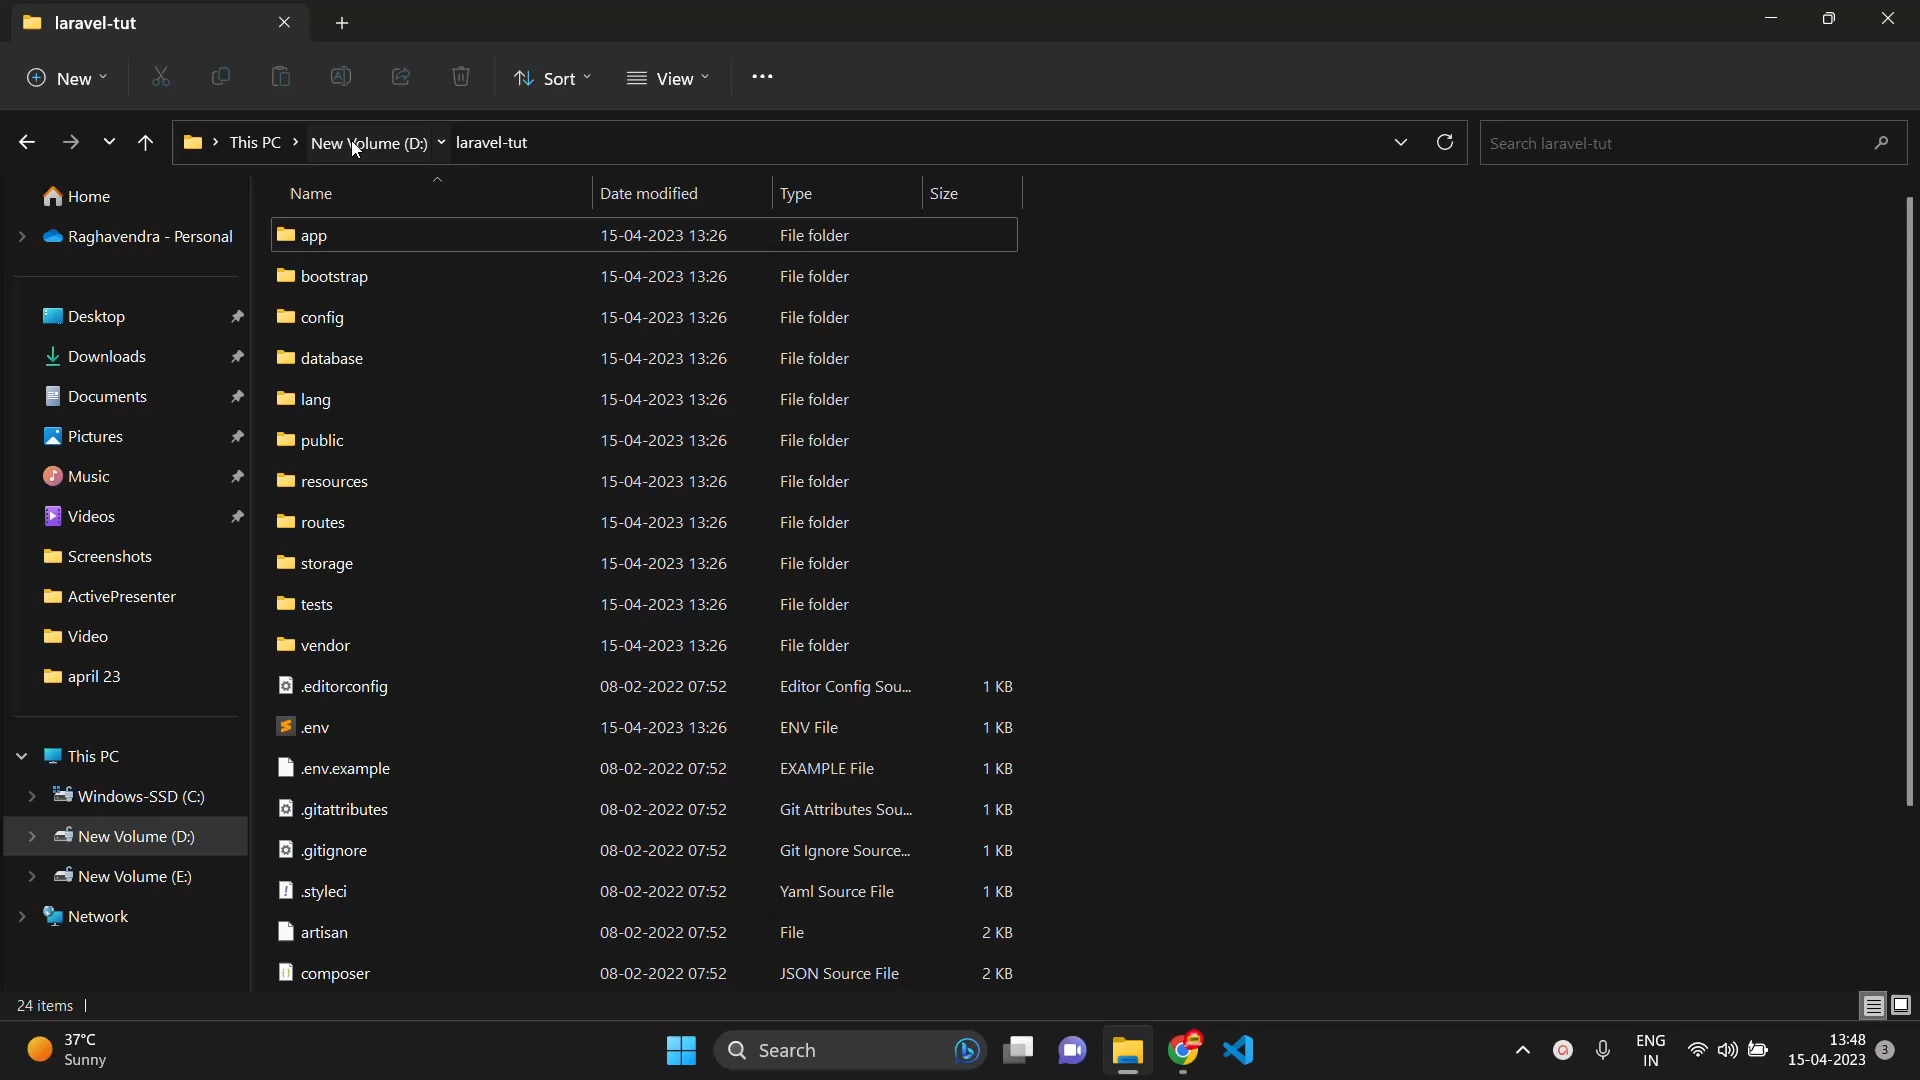 laravel-tut
New
Sort
View
This PC
New Volume (D:)
laravel-tut
Search laravel-tut
Home
Raghavendra - Personal
Desktop
Downloads
Documents
Pictures
Music
Videos
Screenshots
ActivePresenter
Video
april 23
This PC
Windows-SSD (C:)
New Volume (D:)
New Volume (E:)
Network
Name Date modified Type Size
app 15-04-2023 13:26 File folder
bootstrap 15-04-2023 13:26 File folder
config 15-04-2023 13:26 File folder
database 15-04-2023 13:26 File folder
lang 15-04-2023 13:26 File folder
public 15-04-2023 13:26 File folder
resources 15-04-2023 13:26 File folder
routes 15-04-2023 13:26 File folder
storage 15-04-2023 13:26 File folder
tests 15-04-2023 13:26 File folder
vendor 15-04-2023 13:26 File folder
.editorconfig 08-02-2022 07:52 Editor Config Sou... 1 KB
.env 15-04-2023 13:26 ENV File 1 KB
.env.example 08-02-2022 07:52 EXAMPLE File 1 KB
.gitattributes 08-02-2022 07:52 Git Attributes Sou... 1 KB
.gitignore 08-02-2022 07:52 Git Ignore Source... 1 KB
.styleci 08-02-2022 07:52 Yaml Source File 1 KB
artisan 08-02-2022 07:52 File 2 KB
composer 08-02-2022 07:52 JSON Source File 2 KB
24 items
37°C
Sunny
Search
ENG
IN
13:48
15-04-2023
3